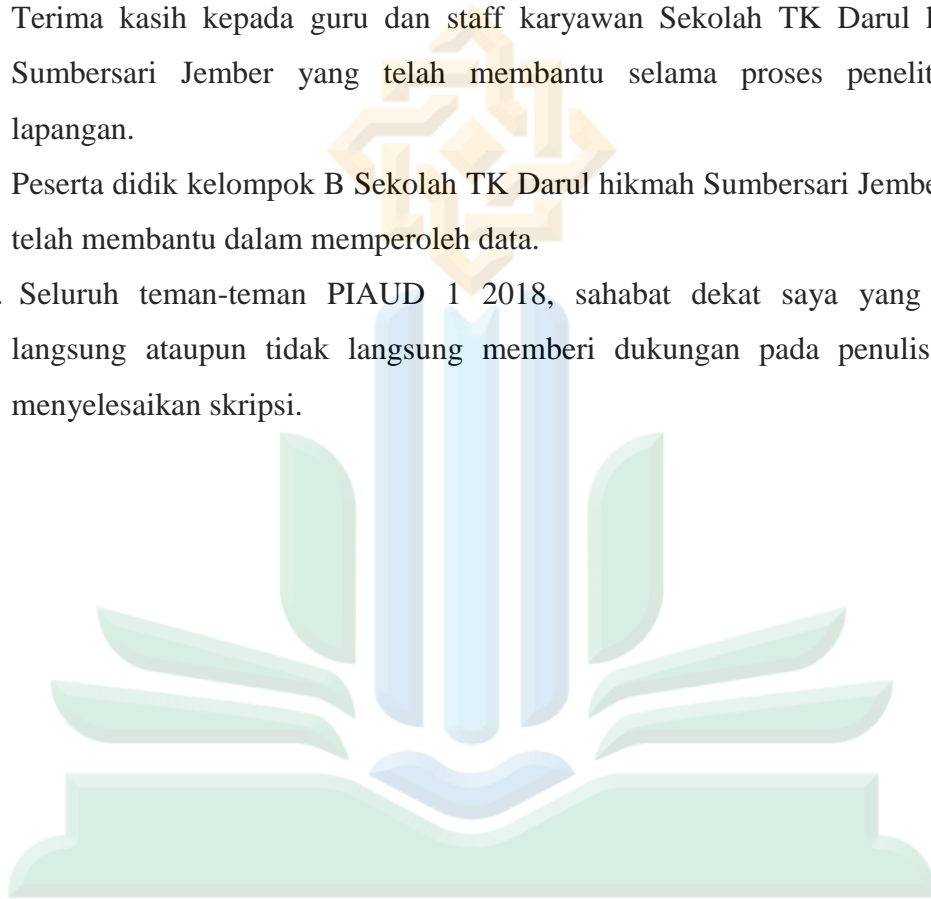 Terima kasih kepada guru dan staff karyawan Sekolah TK Darul
Sumbersari Jember yang telah membantu selama proses penelit
lapangan.
Peserta didik kelompok B Sekolah TK Darul hikmah Sumbersari Jembe
telah membantu dalam memperoleh data.
. Seluruh teman-teman PIAUD 1 2018, sahabat dekat saya yang
langsung ataupun tidak langsung memberi dukungan pada penulis
menyelesaikan skripsi.